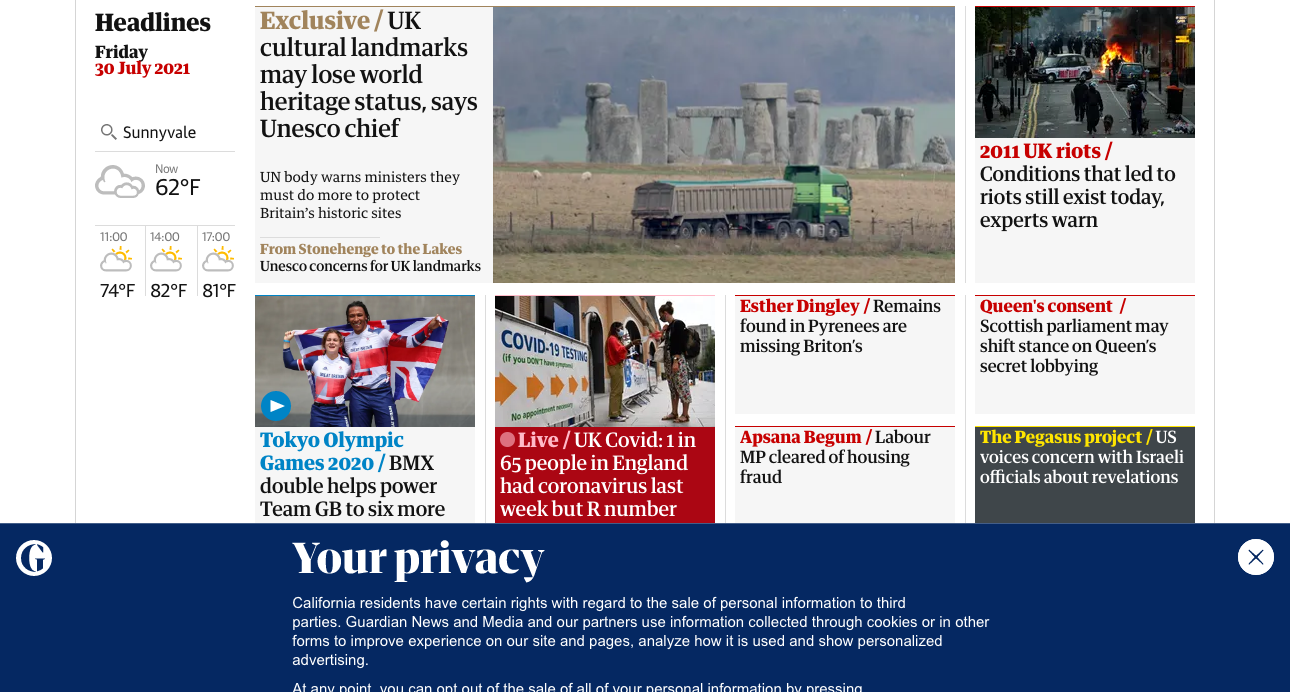 Headlines
Friday
30 July 2021
Sunnyvale
Now
62°F
11:00
14:00
17:00
74°F
82°F
81°F
Exclusive / UK
cultural landmarks
may lose world
heritage status, says
Unesco chief
UN body warns ministers they
must do more to protect
Britain’s historic sites
From Stonehenge to the Lakes
Unesco concerns for UK landmarks
2011 UK riots /
Conditions that led to
riots still exist today,
experts warn
Tokyo Olympic
Games 2020 / BMX
double helps power
Team GB to six more
COVID-19 TESTING
(if you DON'T have symptoms)
No appointment necessary
Live / UK Covid: 1 in
65 people in England
had coronavirus last
week but R number
Esther Dingley / Remains
found in Pyrenees are
missing Briton’s
Queen's consent /
Scottish parliament may
shift stance on Queen’s
secret lobbying
Apsana Begum / Labour
MP cleared of housing
fraud
The Pegasus project / US
voices concern with Israeli
officials about revelations
Your privacy
California residents have certain rights with regard to the sale of personal information to third
parties. Guardian News and Media and our partners use information collected through cookies or in other
forms to improve experience on our site and pages, analyze how it is used and show personalized
advertising.
At any point, you can opt out of the sale of all of your personal information by pressing